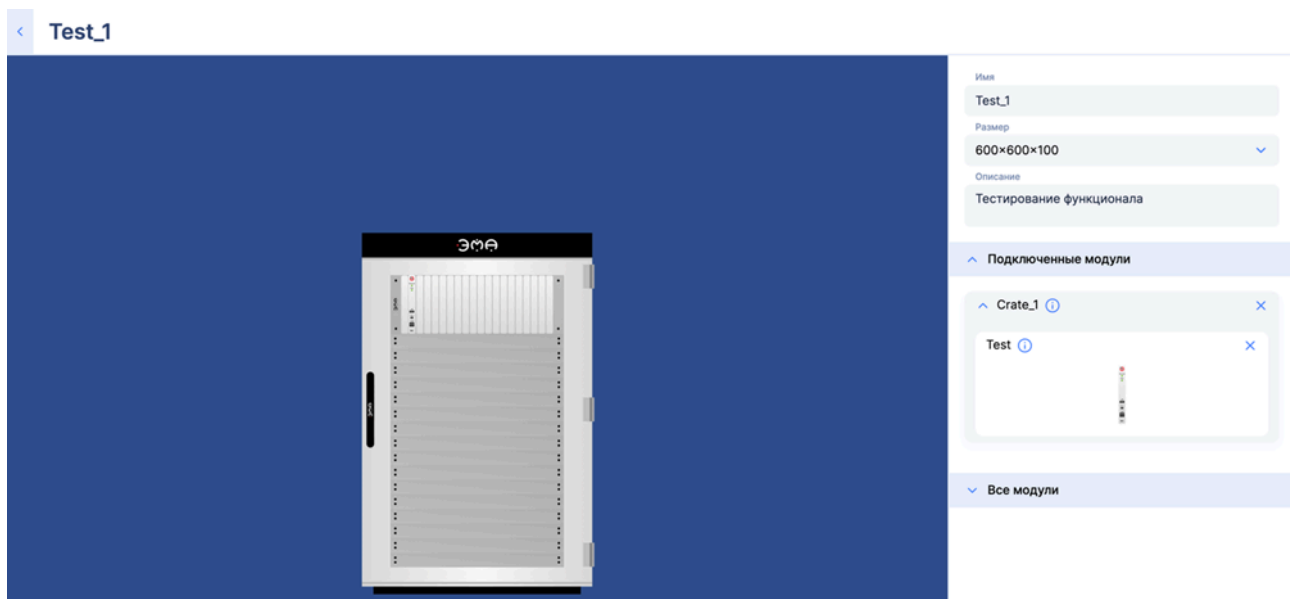 Test_1
Имя
Test_1
Размер
600×600×100
Описание
Тестирование функционала
Подключенные модули
Crate_1
Test
Все модули
ЭМА